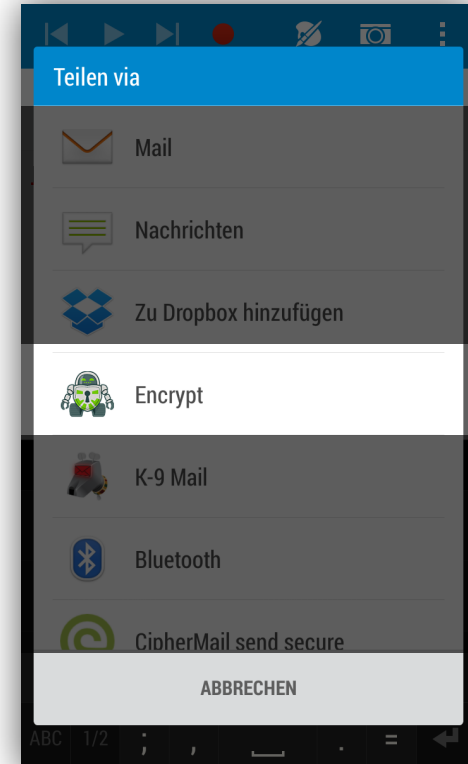 Teilen via
Mail
Nachrichten
Zu Dropbox hinzufügen
Encrypt
K-9 Mail
Bluetooth
CipherMail send secure
ABBRECHEN
ABC 1/2 ; , . =